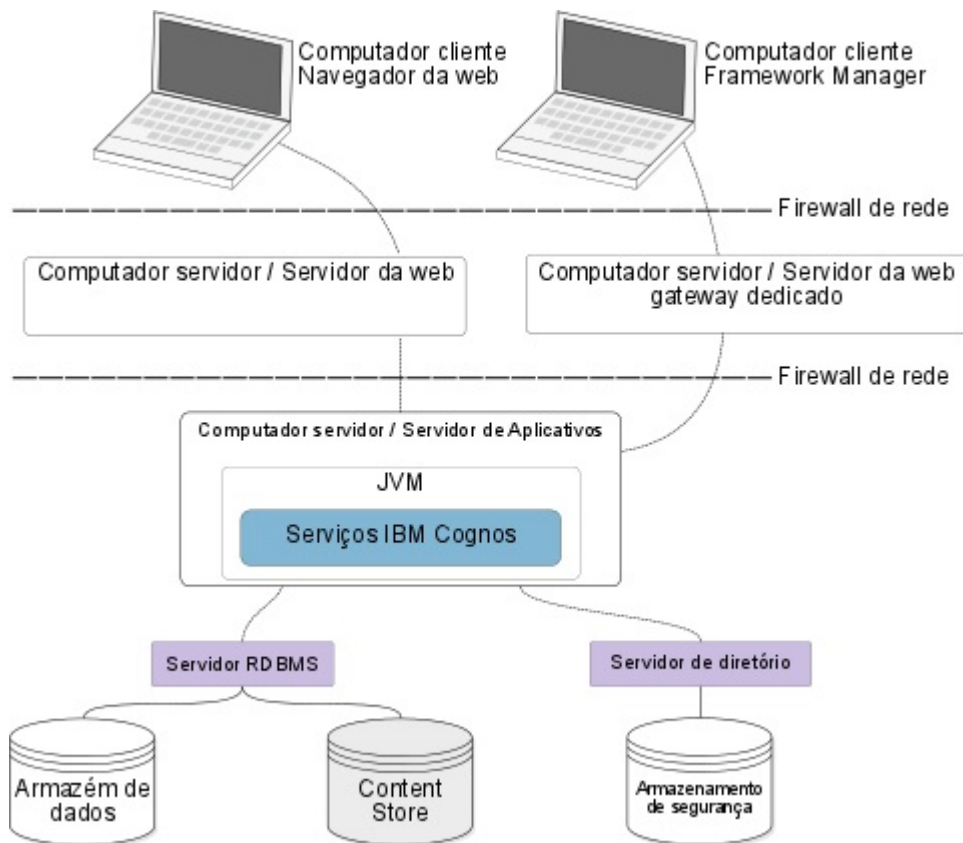 Computador cliente
Navegador da web
Computador cliente
Framework Manager
Firewall de rede
Computador servidor / Servidor da web
Computador servidor / Servidor da web
gateway dedicado
Firewall de rede
Computador servidor / Servidor de Aplicativos
JVM
Serviços IBM Cognos
Servidor RDBMS
Servidor de diretório
Armazém de
dados
Content
Store
Armazenamento
de segurança